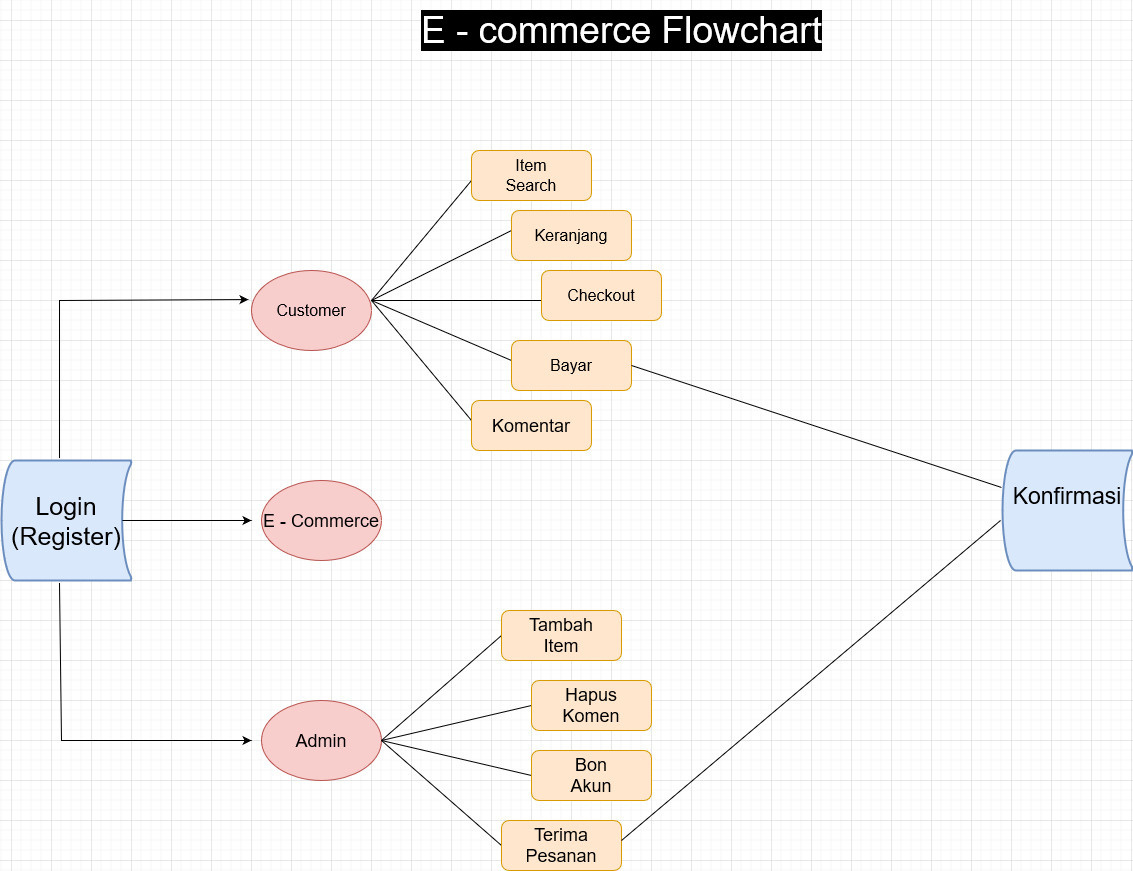 E - commerce Flowchart
Item
Search
Keranjang
Customer
Checkout
Bayar
Komentar
Login
(Register)
E - Commerce
Konfirmasi
Tambah
Item
Hapus
Komen
Admin
Bon
Akun
Terima
Pesanan